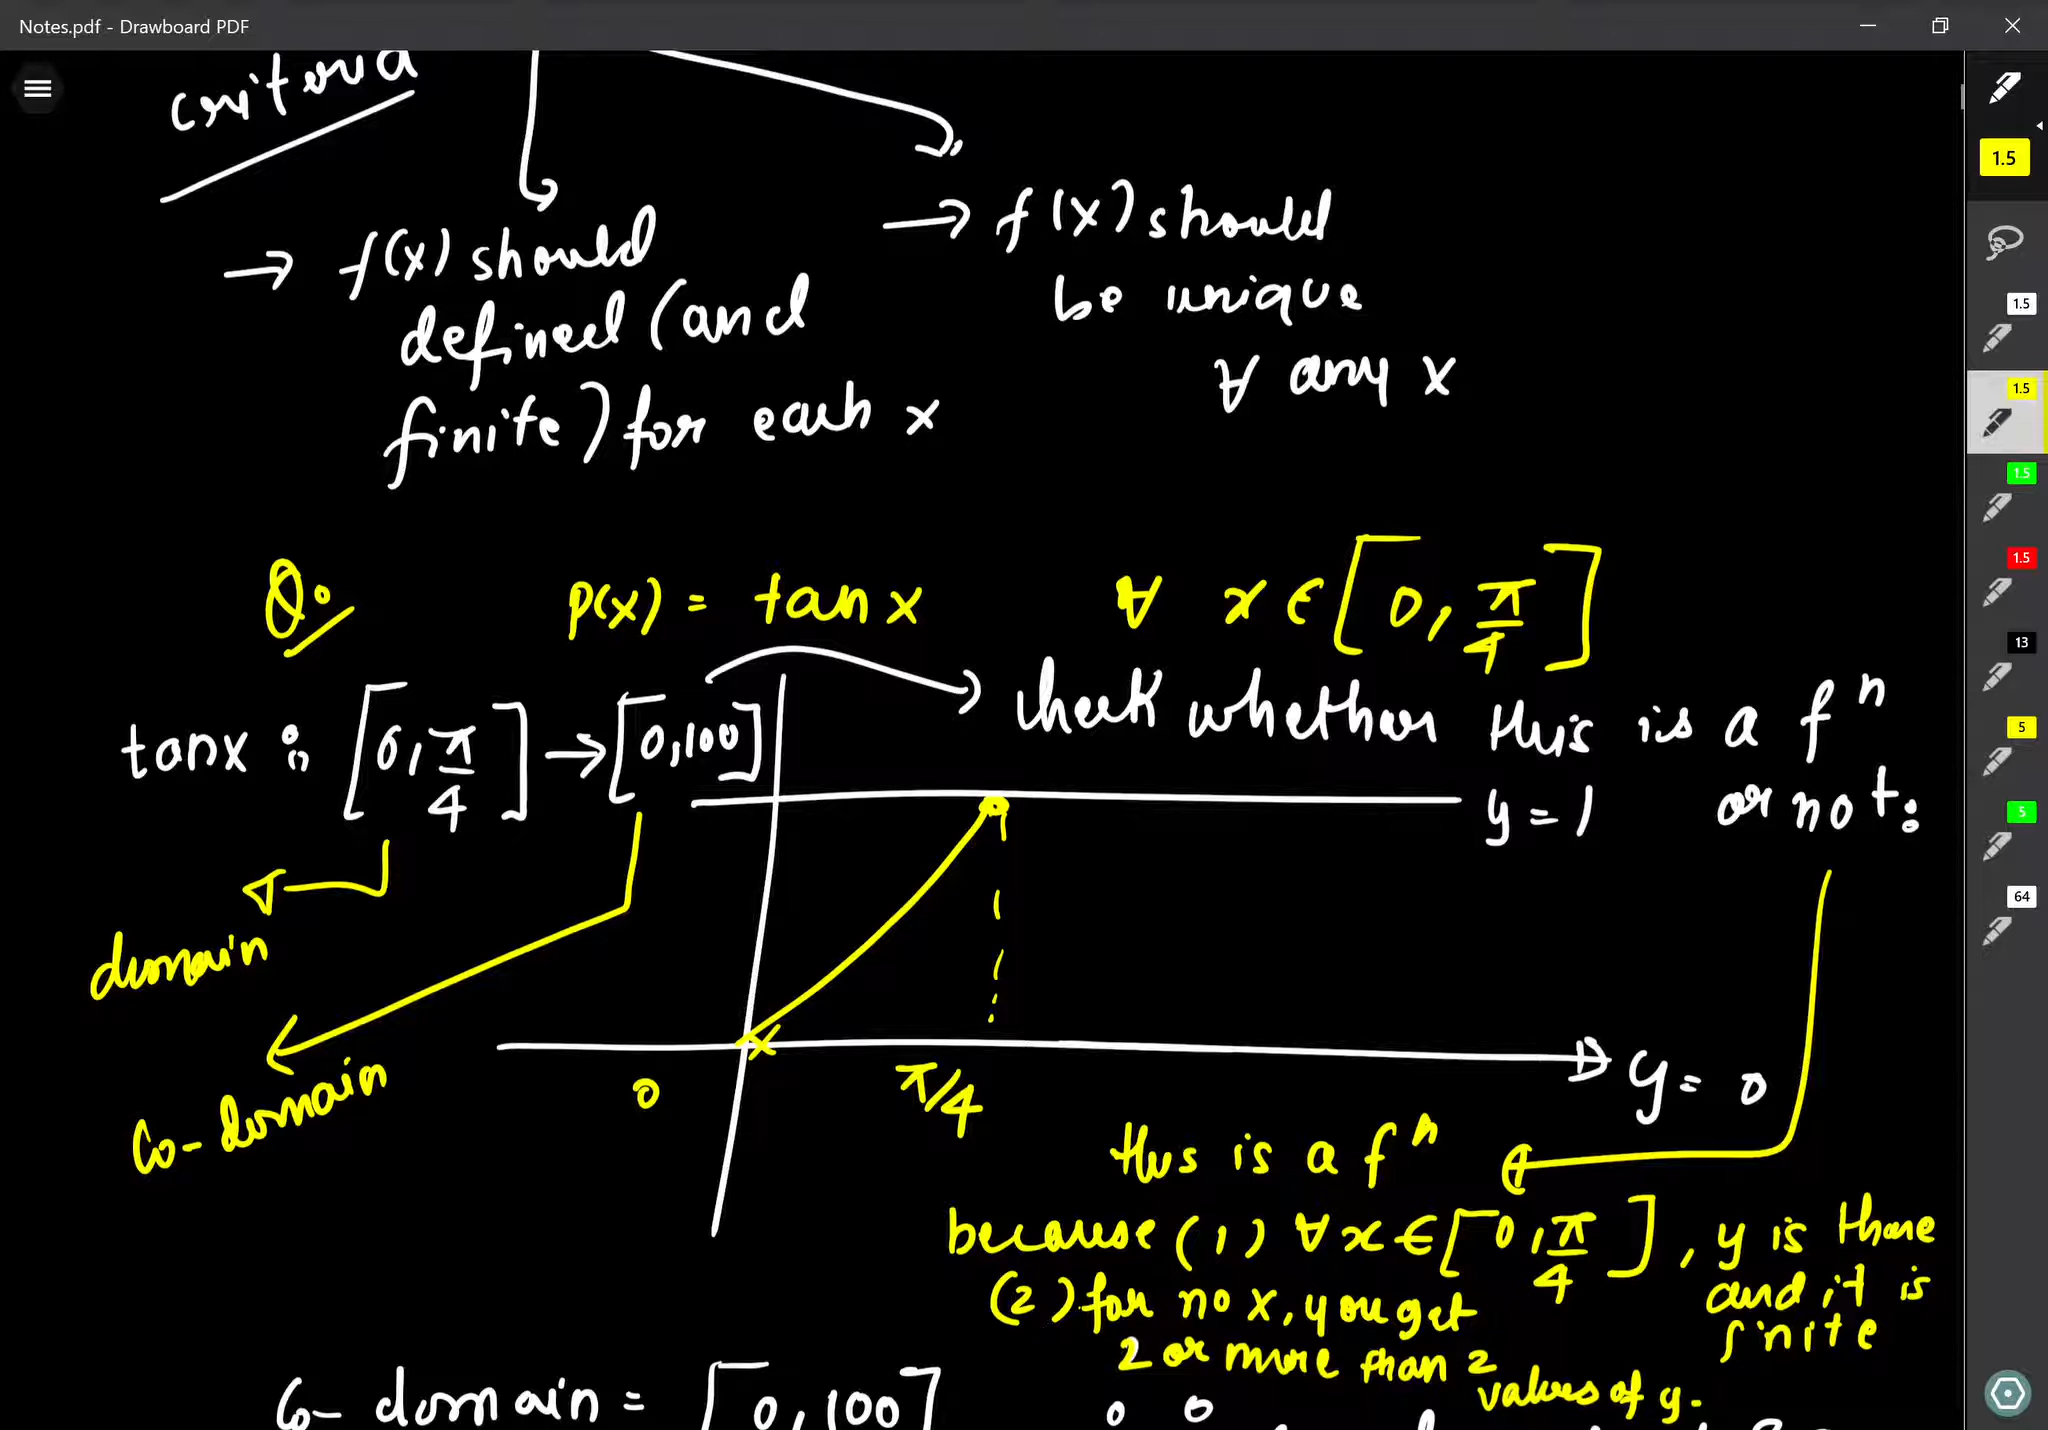 Notes.pdf - Drawboard PDF
criteria
→ f(x) should
defined (and
finite) for each x
→ f(x) should
be unique
∀ any x
Q. p(x) = tan x ∀ x ∈ [0, π/4]
tanx : [0, π/4] → [0,100]
check whether this is a fⁿ
or not.
y = 1
domain
Co-domain
0
π/4
y = 0
this is a fⁿ
because (1) ∀ x ∈ [0, π/4], y is there
and it is
finite
(2) for no x, you get
2 or more than 2
values of y.
Co-domain = [0, 100]
1.5
1.5
1.5
1.5
1.5
13
5
5
64